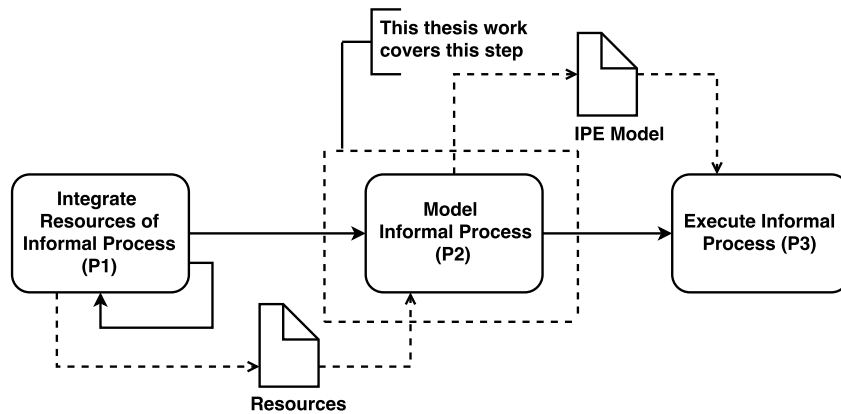 This thesis work
covers this step
IPE Model
Integrate
Resources of
Informal Process
(P1)
Model
Informal Process
(P2)
Execute Informal
Process (P3)
Resources